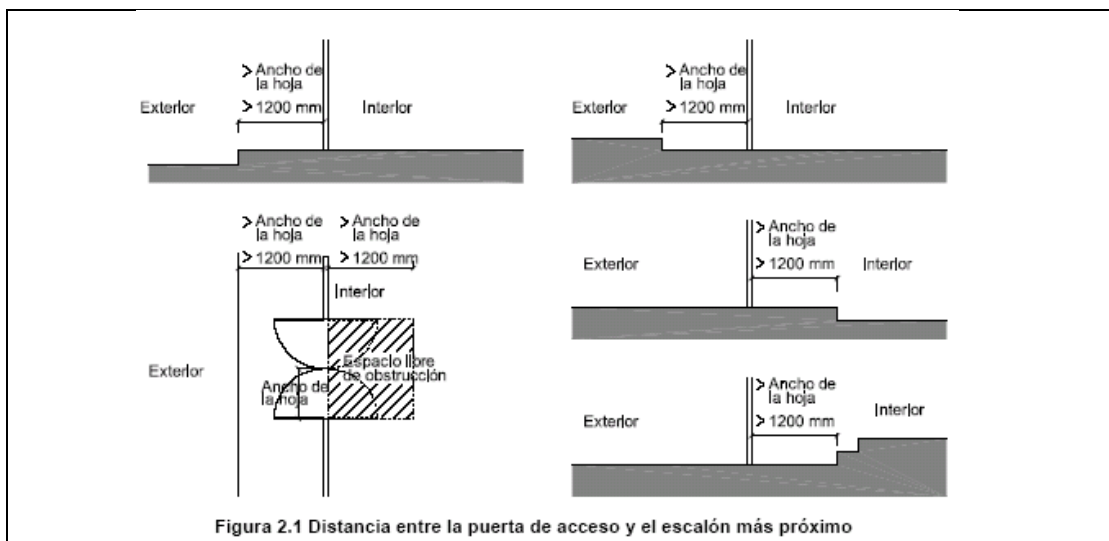 > Ancho de
la hoja
Exterior > 1200 mm Interior
> Ancho de
la hoja
Exterior > 1200 mm Interior
> Ancho de > Ancho de
la hoja la hoja
> 1200 mm > 1200 mm
Interior
Exterior
Espacio libre
de obstrucción
Ancho de
la hoja
> Ancho de
la hoja
Exterior > 1200 mm Interior
> Ancho de
la hoja
Exterior > 1200 mm Interior
Figura 2.1 Distancia entre la puerta de acceso y el escalón más próximo